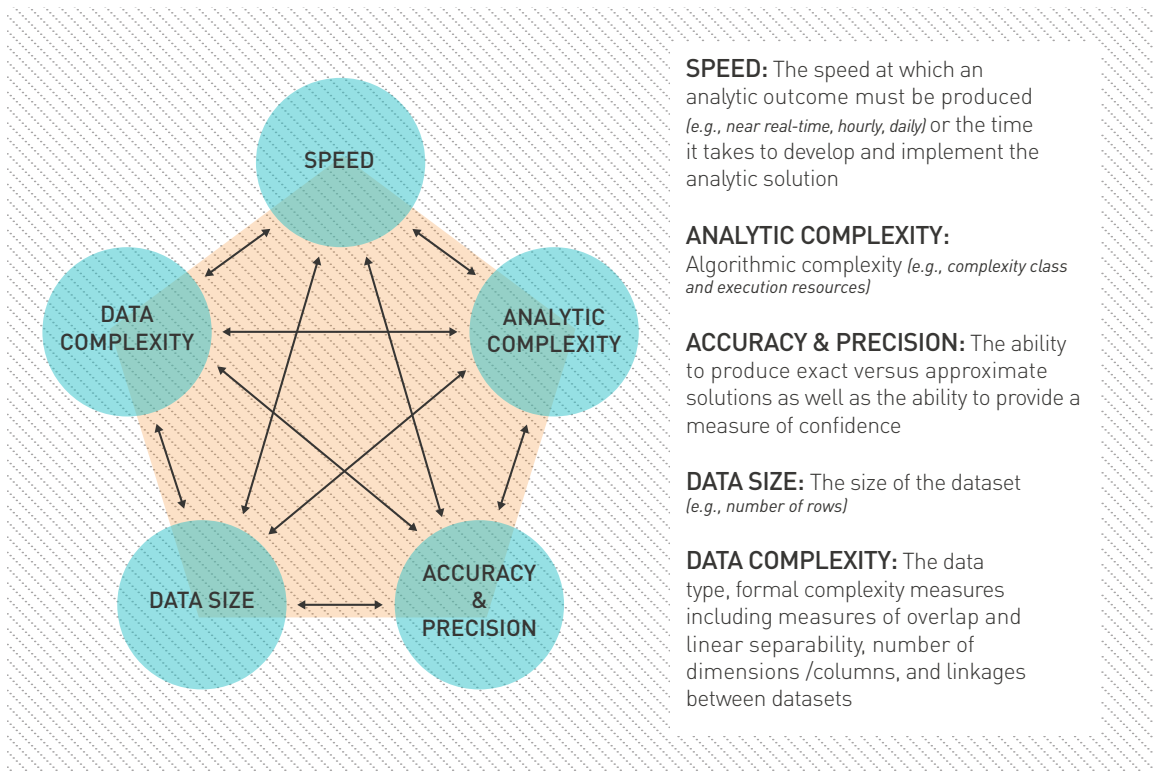 SPEED
DATA
COMPLEXITY
ANALYTIC
COMPLEXITY
DATA SIZE
ACCURACY
&
PRECISION
SPEED: The speed at which an
analytic outcome must be produced
(e.g., near real-time, hourly, daily) or the time
it takes to develop and implement the
analytic solution
ANALYTIC COMPLEXITY:
Algorithmic complexity (e.g., complexity class
and execution resources)
ACCURACY & PRECISION: The ability
to produce exact versus approximate
solutions as well as the ability to provide a
measure of confidence
DATA SIZE: The size of the dataset
(e.g., number of rows)
DATA COMPLEXITY: The data
type, formal complexity measures
including measures of overlap and
linear separability, number of
dimensions /columns, and linkages
between datasets